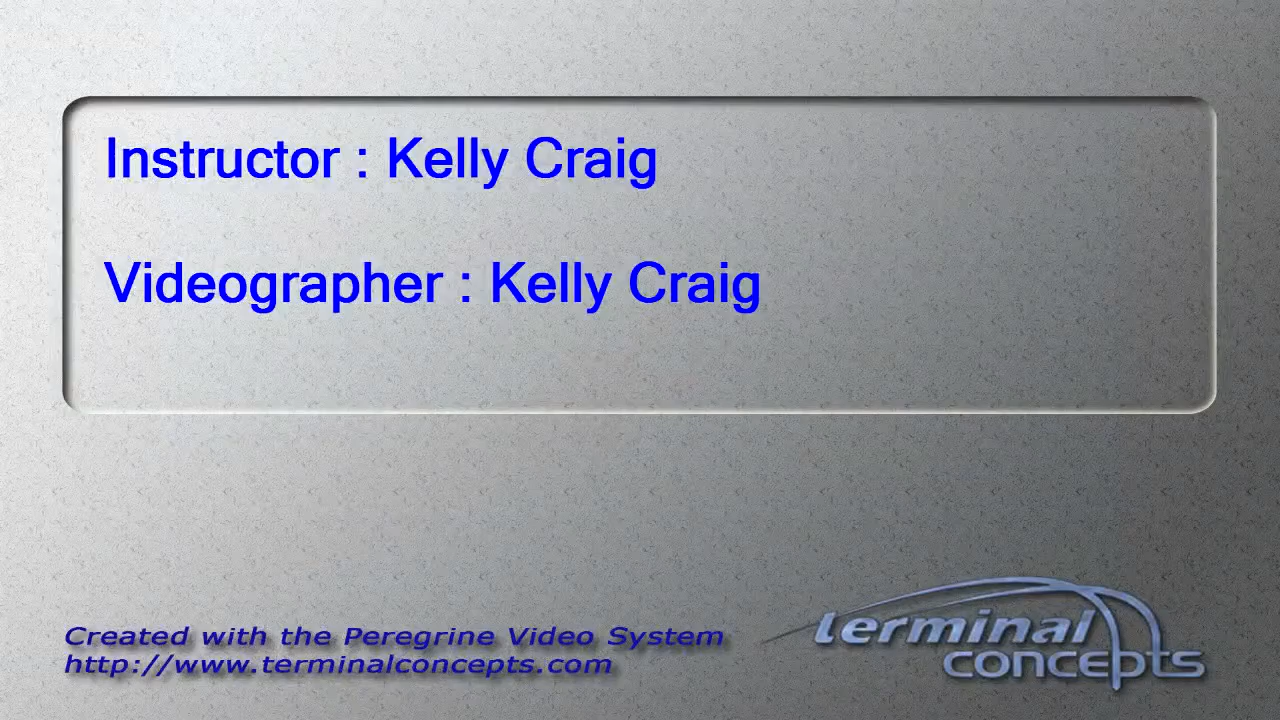 Instructor : Kelly Craig
Videographer : Kelly Craig
Created with the Peregrine Video System
http://www.terminalconcepts.com
terminal
concepts